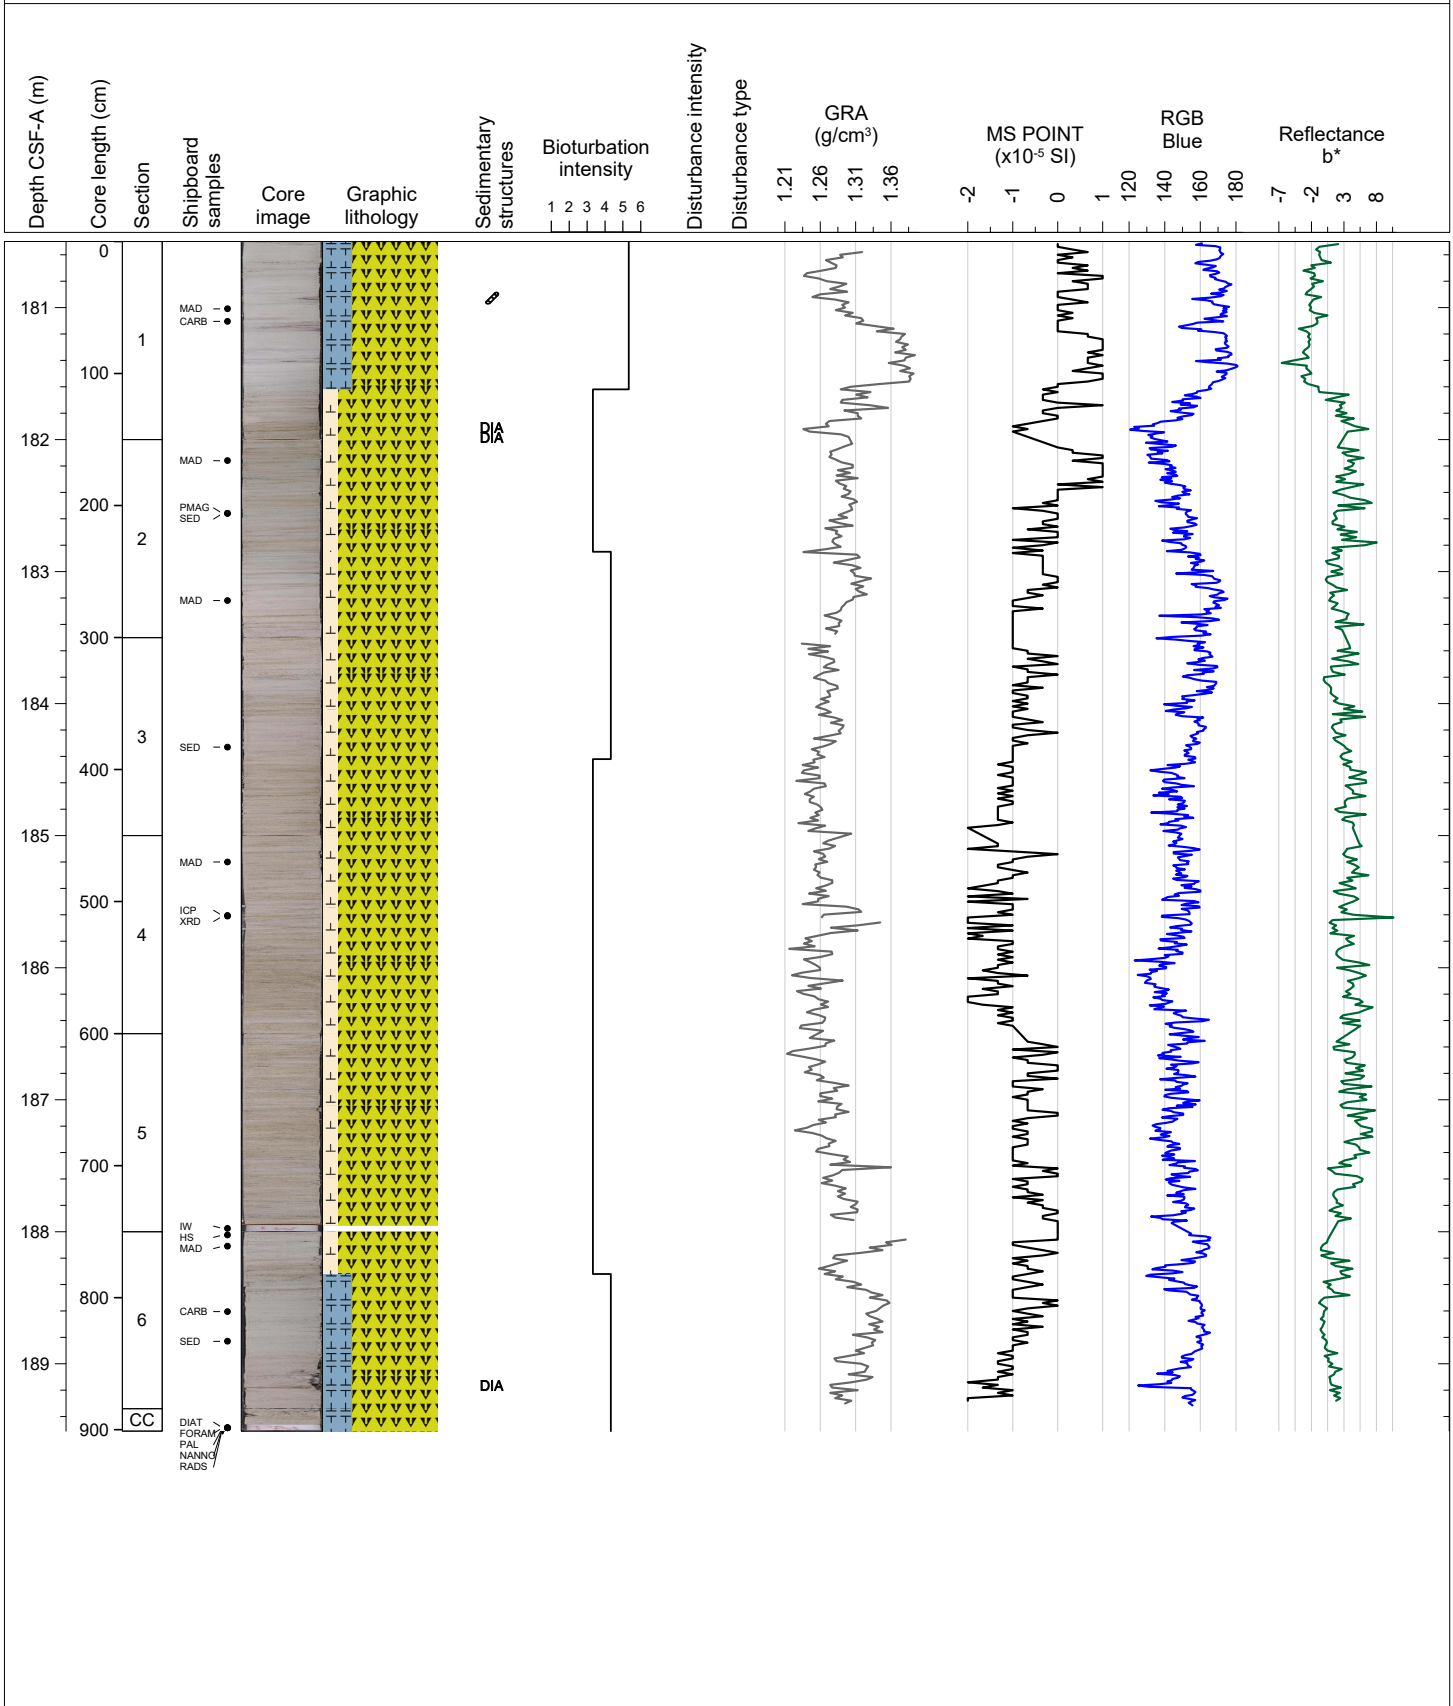 Depth CSF-A (m)
Core length (cm)
Section
Shipboard
samples
Core
image
Graphic
lithology
Sedimentary
structures
Bioturbation
intensity
1 2 3 4 5 6
Disturbance intensity
Disturbance type
GRA
(g/cm³)
1.21 1.26 1.31 1.36
MS POINT
(x10⁻⁵ SI)
-2 -1 0 1
RGB
Blue
120 140 160 180
Reflectance
b*
-7 -2 3 8
0
181
MAD
CARB
1
100
DIA
DIA
182
MAD
200
PMAG
SED
2
183
MAD
300
184
3
SED
400
185
MAD
500
ICP
XRD
4
186
600
187
5
700
188
IW
HS
MAD
800
CARB
6
SED
189
DIA
CC
900
DIAT
FORAM
PAL
NANNO
RADS